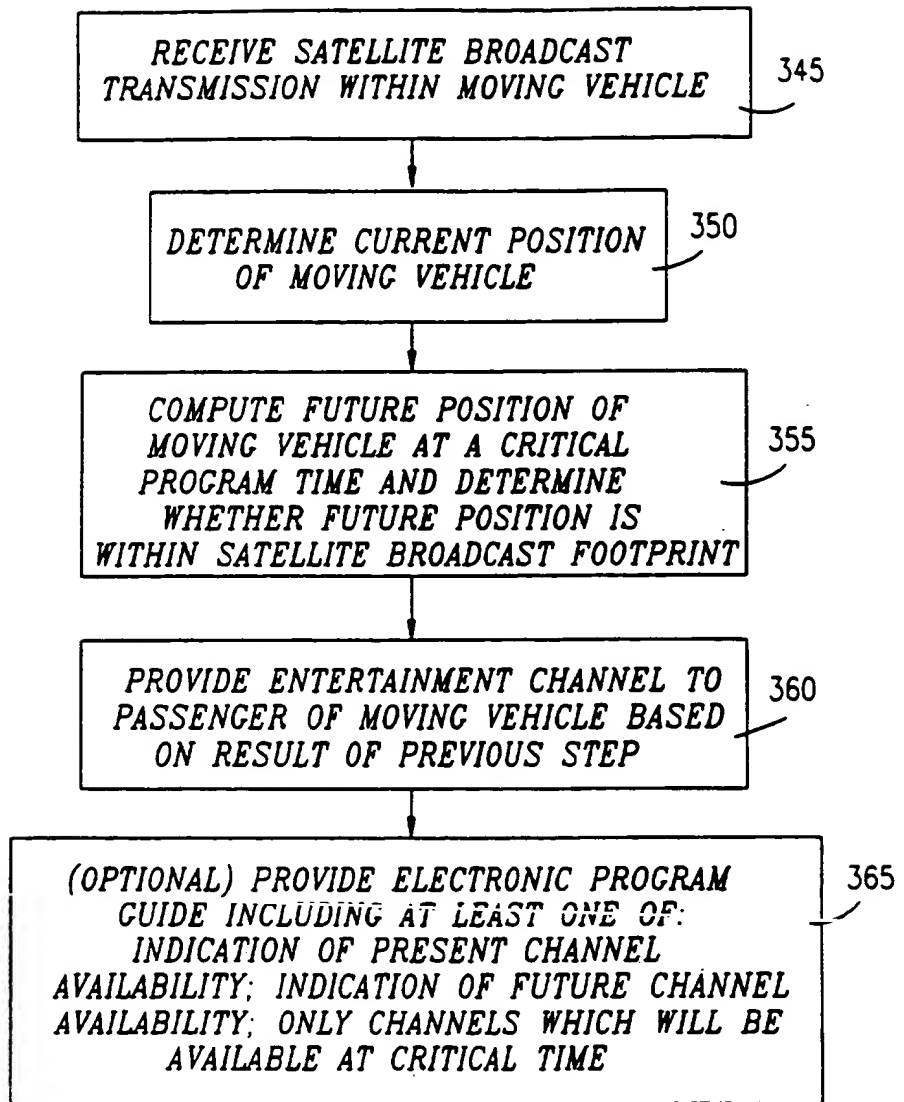 RECEIVE SATELLITE BROADCAST
TRANSMISSION WITHIN MOVING VEHICLE
345
DETERMINE CURRENT POSITION
OF MOVING VEHICLE
350
COMPUTE FUTURE POSITION OF
MOVING VEHICLE AT A CRITICAL
PROGRAM TIME AND DETERMINE
WHETHER FUTURE POSITION IS
WITHIN SATELLITE BROADCAST FOOTPRINT
355
PROVIDE ENTERTAINMENT CHANNEL TO
PASSENGER OF MOVING VEHICLE BASED
ON RESULT OF PREVIOUS STEP
360
(OPTIONAL) PROVIDE ELECTRONIC PROGRAM
GUIDE INCLUDING AT LEAST ONE OF:
INDICATION OF PRESENT CHANNEL
AVAILABILITY; INDICATION OF FUTURE CHANNEL
AVAILABILITY; ONLY CHANNELS WHICH WILL BE
AVAILABLE AT CRITICAL TIME
365